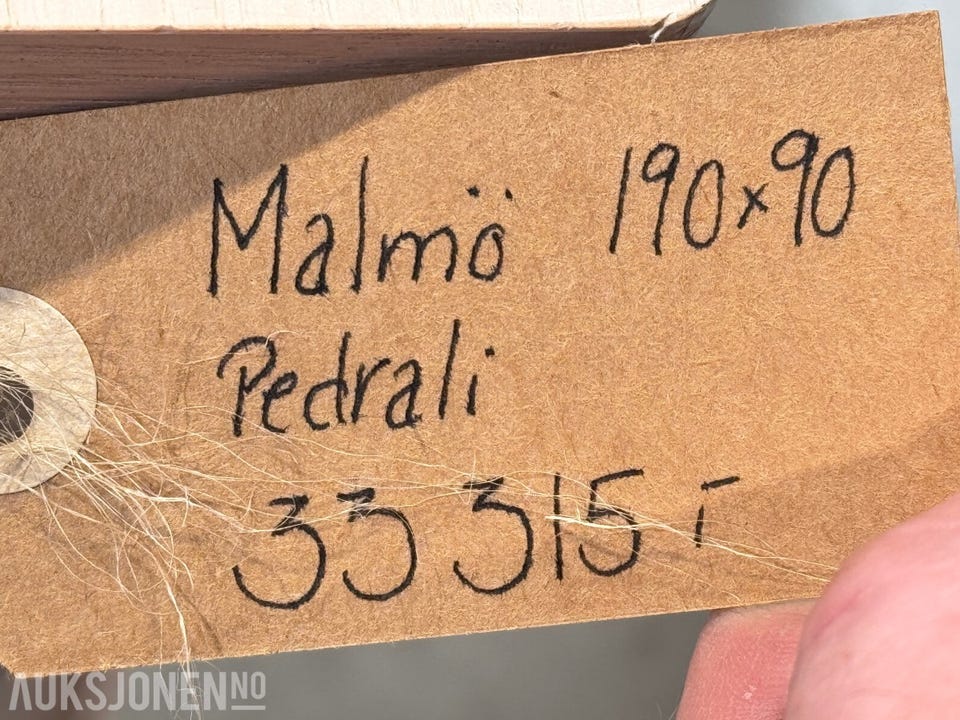 Malmö 190x90
Pedrali
33 315,-
AUKSJONEN.NO